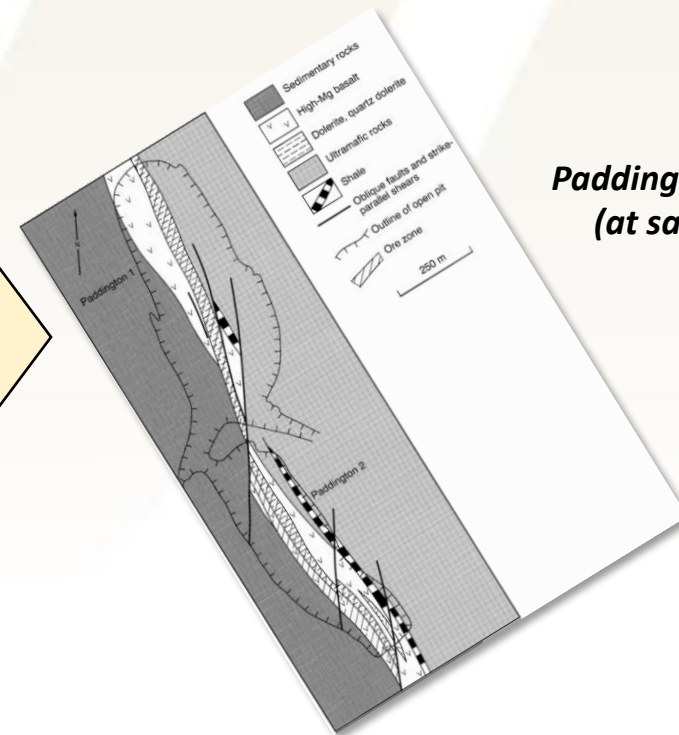 Sedimentary rocks
High-Mg basalt
Dolerite, quartz dolerite
Ultramafic rocks
Shale
Oblique faults and strike-
parallel shears
Outline of open pit
Ore zone
250 m
N
Paddington 1
Paddington 2
Padding
(at sa